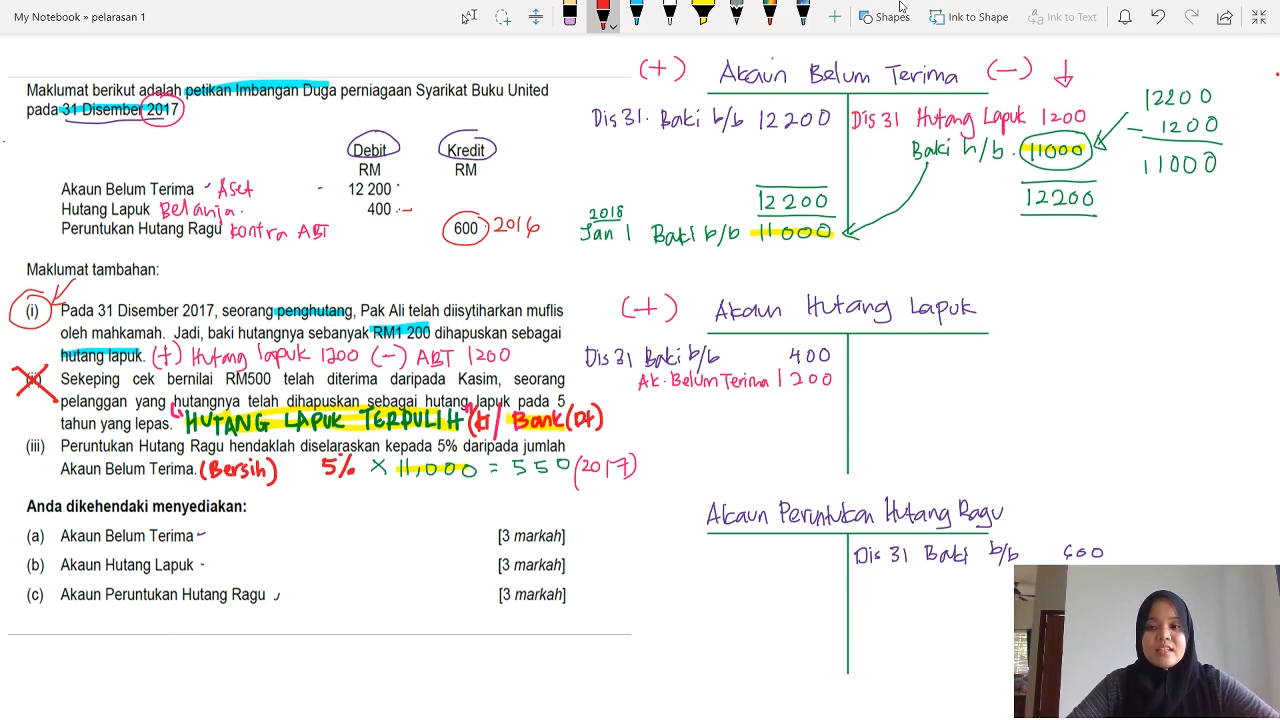 My Notebook » pelarasan 1
Shapes
Ink to Shape
Ink to Text
Maklumat berikut adalah petikan Imbangan Duga perniagaan Syarikat Buku United
pada 31 Disember 2017
Debit Kredit
RM RM
Akaun Belum Terima Aset 12 200
Hutang Lapuk Belanja. 400
Peruntukan Hutang Ragu kontra ABT 600 2016
Maklumat tambahan:
(i) Pada 31 Disember 2017, seorang penghutang, Pak Ali telah diisytiharkan muflis
oleh mahkamah. Jadi, baki hutangnya sebanyak RM1 200 dihapuskan sebagai
hutang lapuk. (+) Hutang lapuk 1200 (-) ABT 1200
(ii) Sekeping cek bernilai RM500 telah diterima daripada Kasim, seorang
pelanggan yang hutangnya telah dihapuskan sebagai hutang lapuk pada 5
tahun yang lepas. HUTANG LAPUK TERPULIH (kt) / Bank (Dt)
(iii) Peruntukan Hutang Ragu hendaklah diselaraskan kepada 5% daripada jumlah
Akaun Belum Terima. (Bersih) 5% × 11,000 = 550 (2017)
Anda dikehendaki menyediakan:
(a) Akaun Belum Terima [3 markah]
(b) Akaun Hutang Lapuk [3 markah]
(c) Akaun Peruntukan Hutang Ragu [3 markah]
(+) Akaun Belum Terima (-) ↓
Dis 31. Baki b/b 12200 Dis 31 Hutang Lapuk 1200
Baki h/b. 11000
12200 12200
2018
Jan 1 Baki b/b 11000
12200
- 1200
11000
(+) Akaun Hutang Lapuk
Dis 31 Baki b/b 400
Ak. Belum Terima 1200
Akaun Peruntukan Hutang Ragu
Dis 31 Baki b/b 600